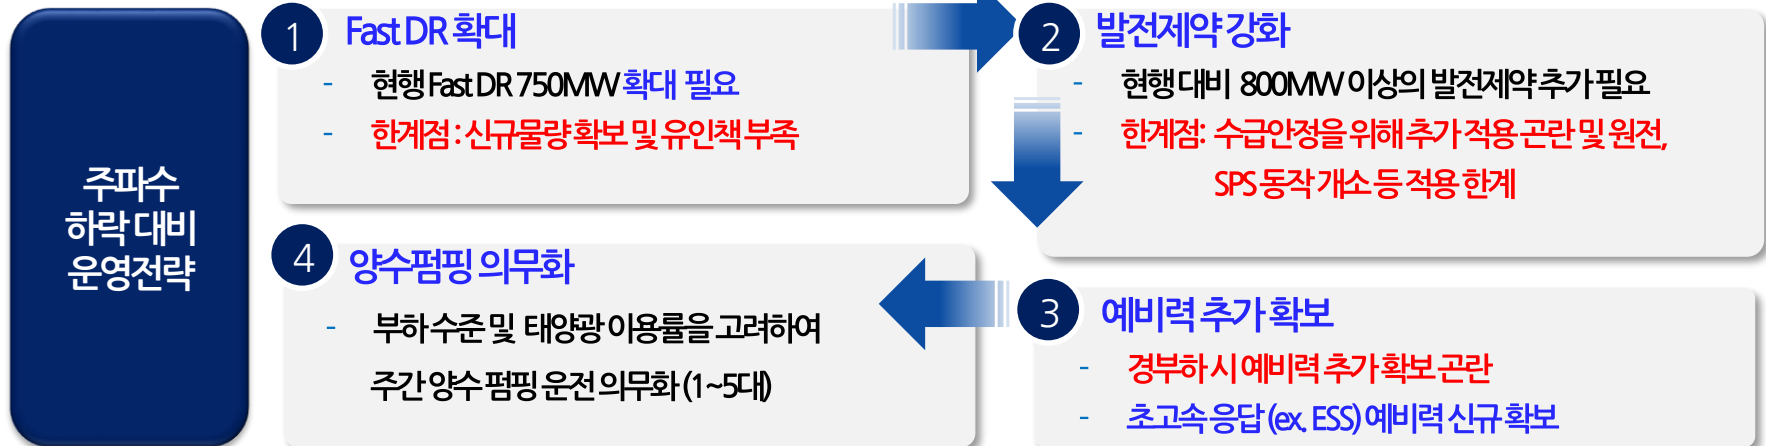 주파수
하락 대비
운영전략
1 Fast DR 확대
- 현행 Fast DR 750MW 확대 필요
- 한계점 : 신규물량 확보 및 유인책 부족
2 발전제약 강화
- 현행 대비 800MW 이상의 발전제약 추가 필요
- 한계점: 수급안정을 위해 추가 적용 곤란 및 원전,
SPS 동작 개소 등 적용 한계
3 예비력 추가 확보
- 경부하 시 예비력 추가 확보 곤란
- 초고속 응답 (ex. ESS) 예비력 신규 확보
4 양수펌핑 의무화
- 부하 수준 및 태양광 이용률을 고려하여
주간 양수 펌핑 운전 의무화 (1~5대)